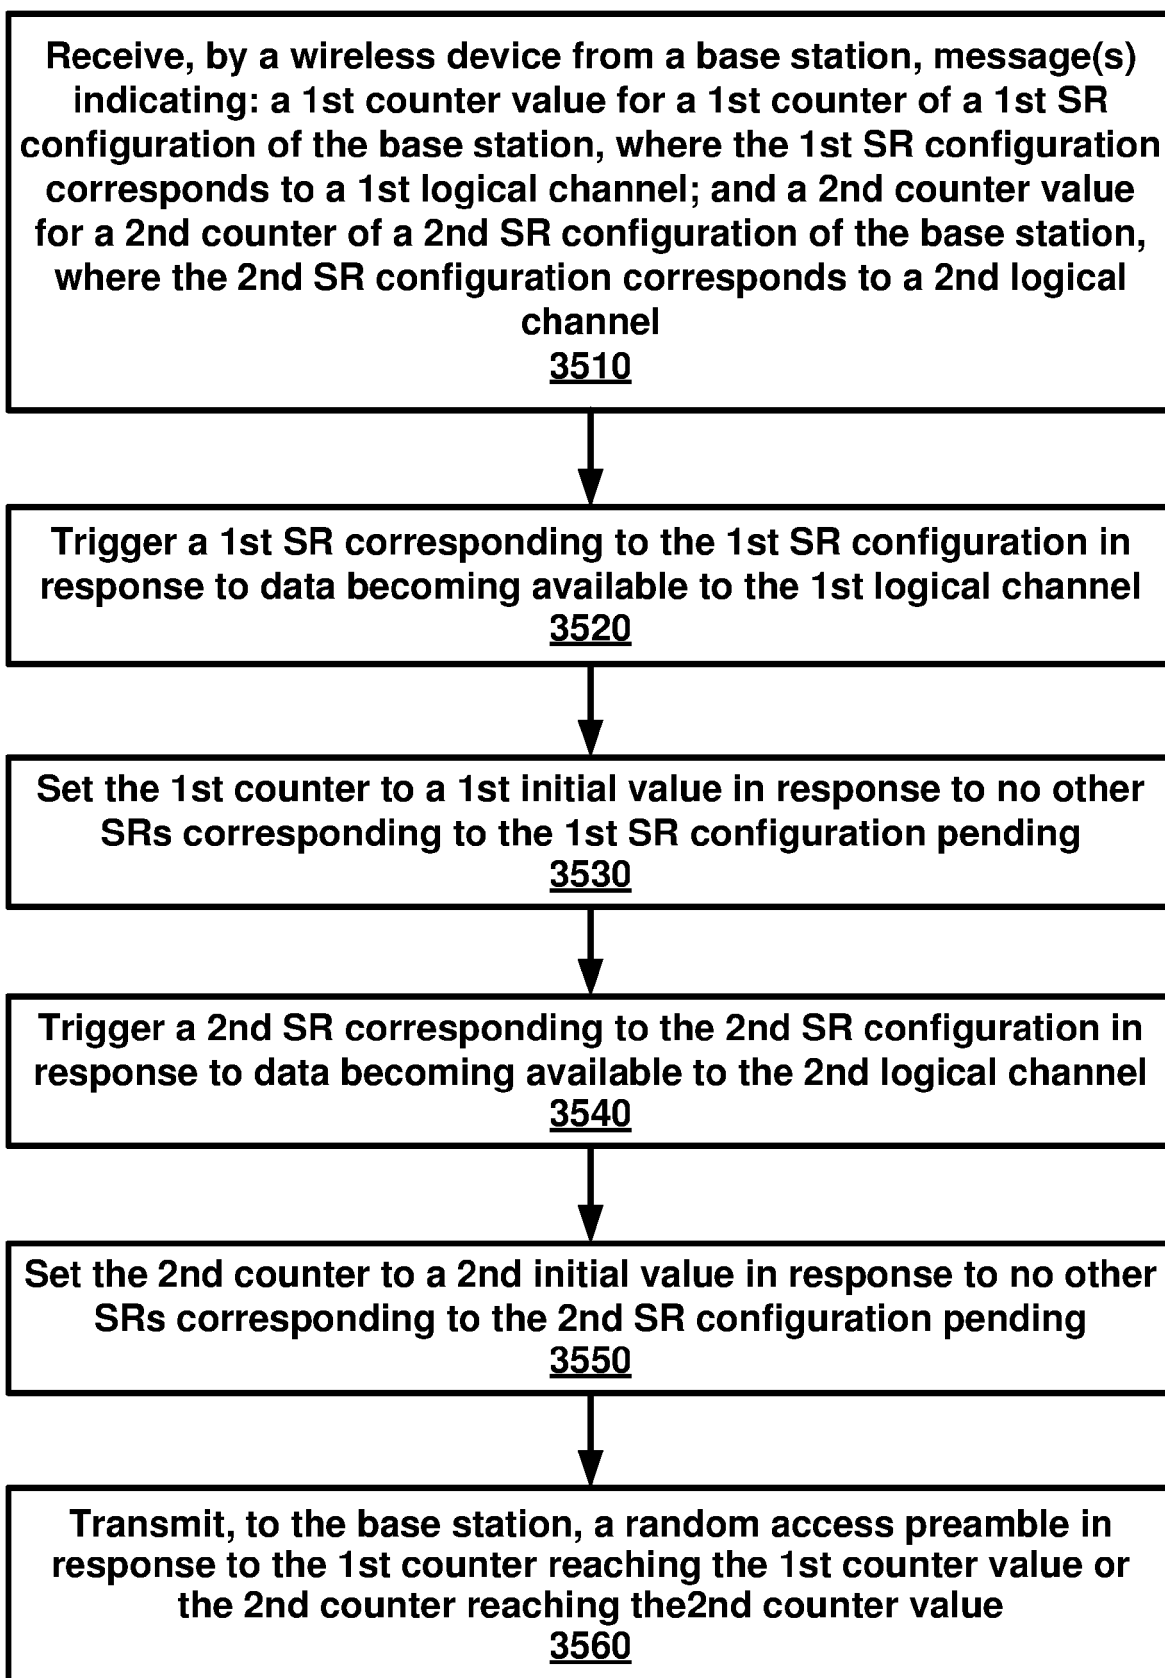 Receive, by a wireless device from a base station, message(s)
indicating: a 1st counter value for a 1st counter of a 1st SR
configuration of the base station, where the 1st SR configuration
corresponds to a 1st logical channel; and a 2nd counter value
for a 2nd counter of a 2nd SR configuration of the base station,
where the 2nd SR configuration corresponds to a 2nd logical
channel
3510
Trigger a 1st SR corresponding to the 1st SR configuration in
response to data becoming available to the 1st logical channel
3520
Set the 1st counter to a 1st initial value in response to no other
SRs corresponding to the 1st SR configuration pending
3530
Trigger a 2nd SR corresponding to the 2nd SR configuration in
response to data becoming available to the 2nd logical channel
3540
Set the 2nd counter to a 2nd initial value in response to no other
SRs corresponding to the 2nd SR configuration pending
3550
Transmit, to the base station, a random access preamble in
response to the 1st counter reaching the 1st counter value or
the 2nd counter reaching the2nd counter value
3560